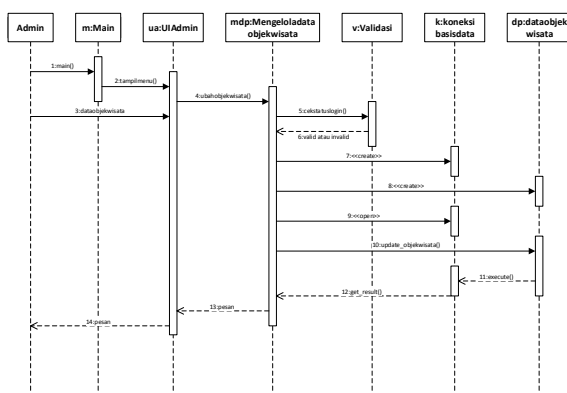 Admin
m:Main
ua:UIAdmin
mdp:Mengeloladata
objekwisata
v:Validasi
k:koneksi
basisdata
dp:dataobjek
wisata
1:main()
2:tampilmenu()
3:dataobjekwisata
4:ubahobjekwisata()
5:cekstatuslogin()
6:valid atau invalid
7:<<create>>
8:<<create>>
9:<<open>>
10:update_objekwisata()
11:execute()
12:get_result()
13:pesan
14:pesan